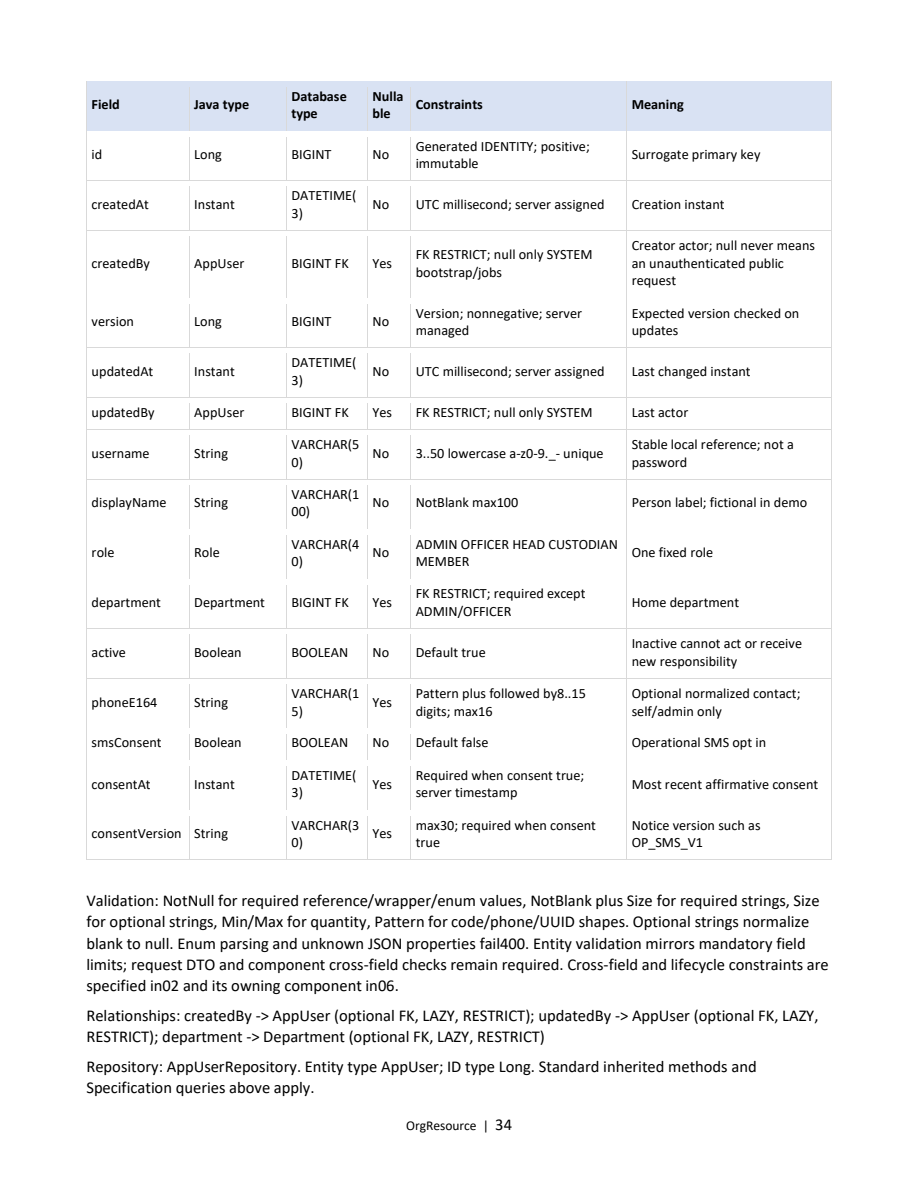 Field Java type Database type Nulla ble Constraints Meaning
id Long BIGINT No Generated IDENTITY; positive; immutable Surrogate primary key
createdAt Instant DATETIME( 3) No UTC millisecond; server assigned Creation instant
createdBy AppUser BIGINT FK Yes FK RESTRICT; null only SYSTEM bootstrap/jobs Creator actor; null never means an unauthenticated public request
version Long BIGINT No Version; nonnegative; server managed Expected version checked on updates
updatedAt Instant DATETIME( 3) No UTC millisecond; server assigned Last changed instant
updatedBy AppUser BIGINT FK Yes FK RESTRICT; null only SYSTEM Last actor
username String VARCHAR(5 0) No 3..50 lowercase a-z0-9._- unique Stable local reference; not a password
displayName String VARCHAR(1 00) No NotBlank max100 Person label; fictional in demo
role Role VARCHAR(4 0) No ADMIN OFFICER HEAD CUSTODIAN MEMBER One fixed role
department Department BIGINT FK Yes FK RESTRICT; required except ADMIN/OFFICER Home department
active Boolean BOOLEAN No Default true Inactive cannot act or receive new responsibility
phoneE164 String VARCHAR(1 5) Yes Pattern plus followed by8..15 digits; max16 Optional normalized contact; self/admin only
smsConsent Boolean BOOLEAN No Default false Operational SMS opt in
consentAt Instant DATETIME( 3) Yes Required when consent true; server timestamp Most recent affirmative consent
consentVersion String VARCHAR(3 0) Yes max30; required when consent true Notice version such as OP_SMS_V1
Validation: NotNull for required reference/wrapper/enum values, NotBlank plus Size for required strings, Size
for optional strings, Min/Max for quantity, Pattern for code/phone/UUID shapes. Optional strings normalize
blank to null. Enum parsing and unknown JSON properties fail400. Entity validation mirrors mandatory field
limits; request DTO and component cross-field checks remain required. Cross-field and lifecycle constraints are
specified in02 and its owning component in06.
Relationships: createdBy -> AppUser (optional FK, LAZY, RESTRICT); updatedBy -> AppUser (optional FK, LAZY,
RESTRICT); department -> Department (optional FK, LAZY, RESTRICT)
Repository: AppUserRepository. Entity type AppUser; ID type Long. Standard inherited methods and
Specification queries above apply.
OrgResource | 34